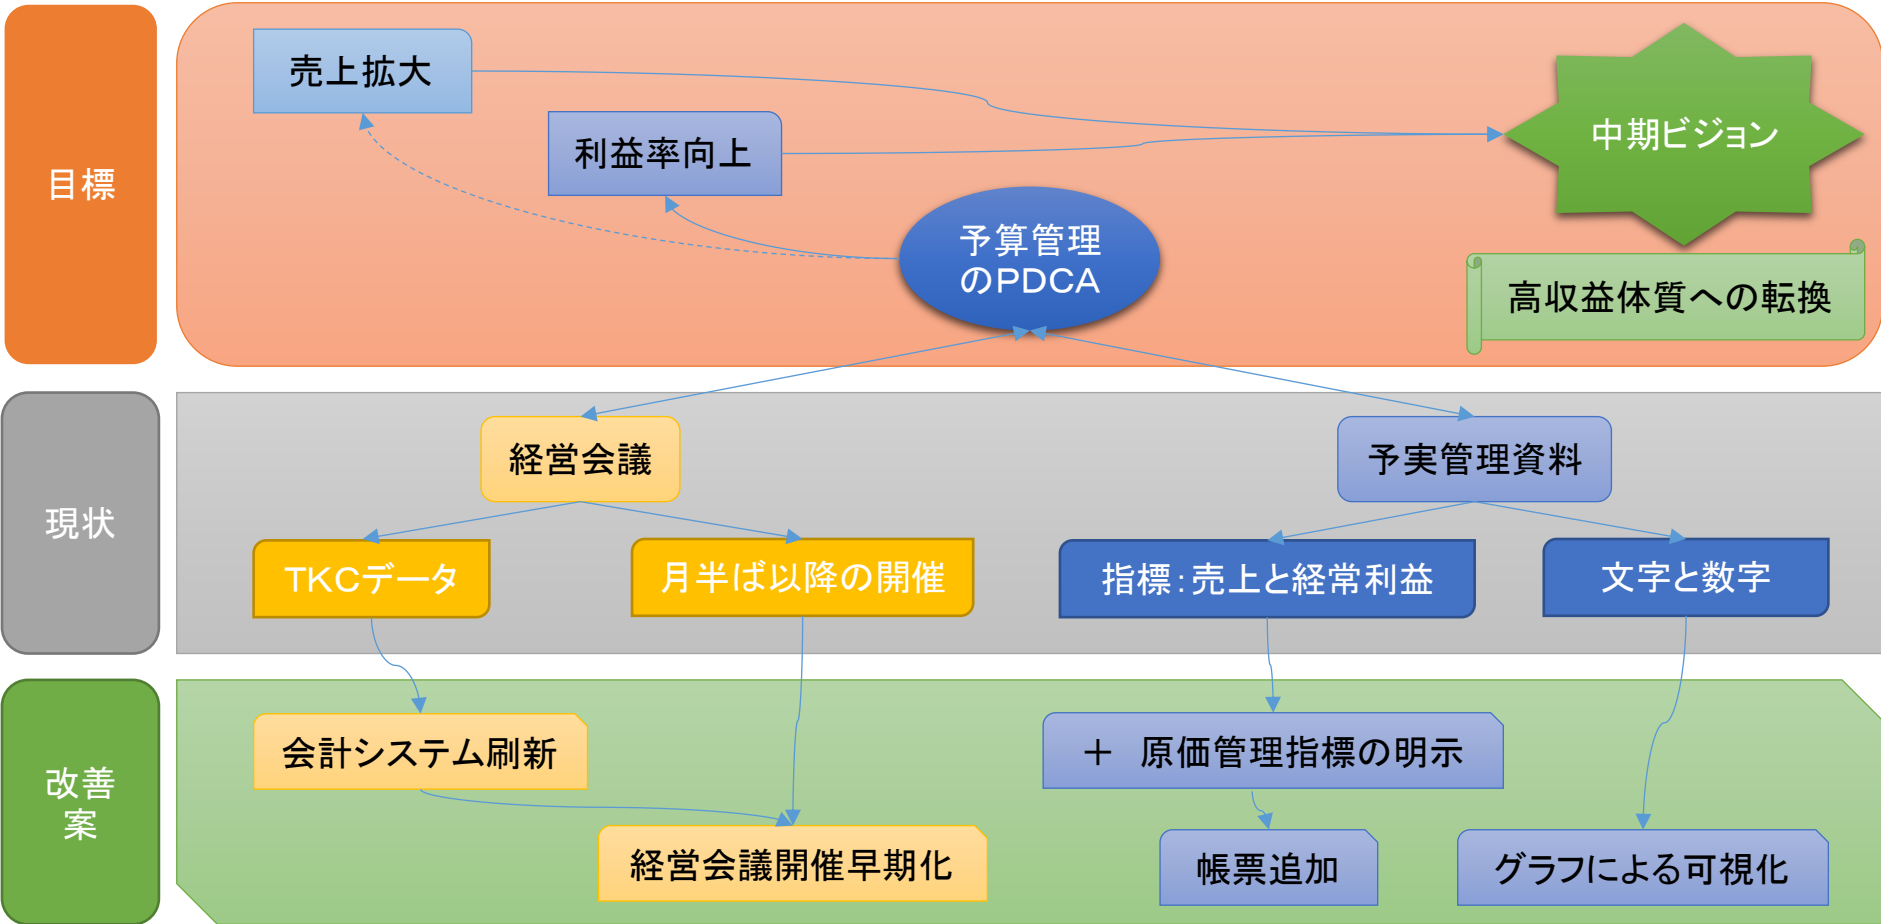 目標
売上拡大
利益率向上
中期ビジョン
予算管理
のPDCA
高収益体質への転換
現状
経営会議
予実管理資料
TKCデータ
月半ば以降の開催
指標：売上と経常利益
文字と数字
改善
案
会計システム刷新
＋　原価管理指標の明示
経営会議開催早期化
帳票追加
グラフによる可視化